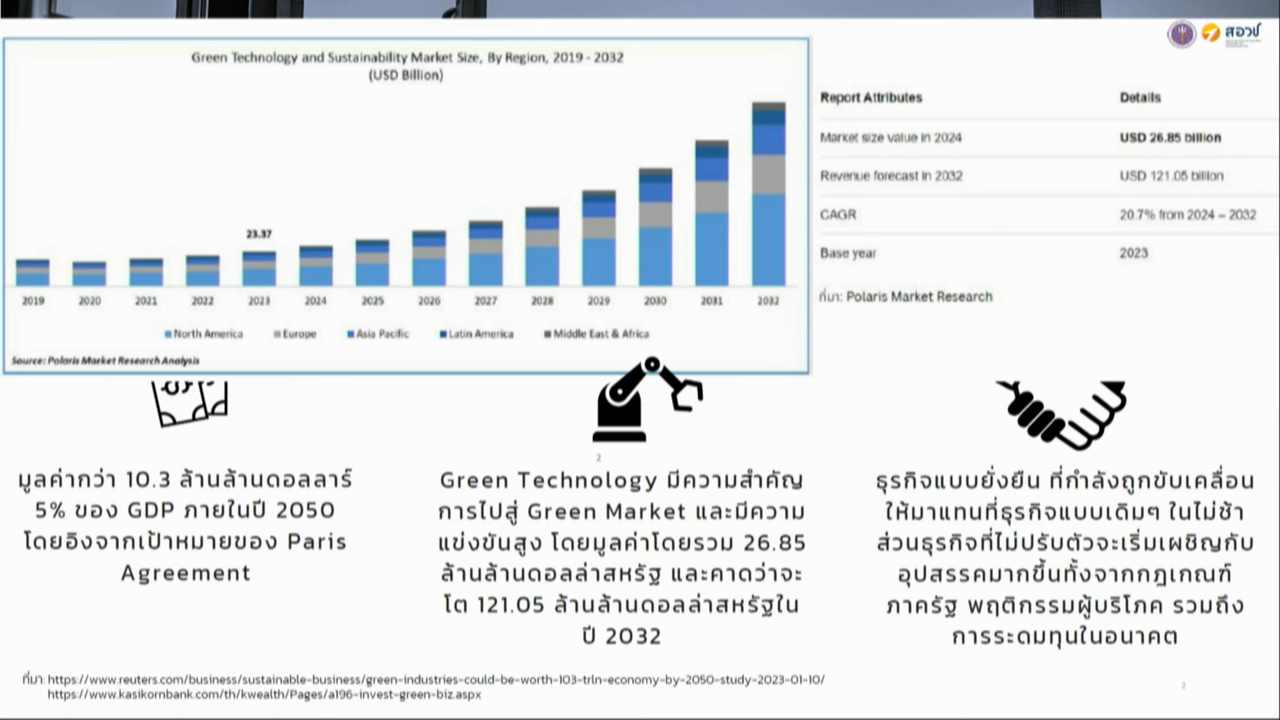 สอวช
Green Technology and Sustainability Market Size, By Region, 2019 - 2032
(USD Billion)
23.37
2019 2020 2021 2022 2023 2024 2025 2026 2027 2028 2029 2030 2031 2032
North America Europe Asia Pacific Latin America Middle East & Africa
Source: Polaris Market Research Analysis
Report Attributes Details
Market size value in 2024 USD 26.85 billion
Revenue forecast in 2032 USD 121.05 billion
CAGR 20.7% from 2024 – 2032
Base year 2023
ที่มา: Polaris Market Research
มูลค่ากว่า 10.3 ล้านล้านดอลลาร์
5% ของ GDP ภายในปี 2050
โดยอิงจากเป้าหมายของ Paris
Agreement
2
Green Technology มีความสำคัญ
การไปสู่ Green Market และมีความ
แข่งขันสูง โดยมูลค่าโดยรวม 26.85
ล้านล้านดอลล่าสหรัฐ และคาดว่าจะ
โต 121.05 ล้านล้านดอลล่าสหรัฐใน
ปี 2032
ธุรกิจแบบยั่งยืน ที่กำลังถูกขับเคลื่อน
ให้มาแทนที่ธุรกิจแบบเดิมๆ ในไม่ช้า
ส่วนธุรกิจที่ไม่ปรับตัวจะเริ่มเผชิญกับ
อุปสรรคมากขึ้นทั้งจากกฎเกณฑ์
ภาครัฐ พฤติกรรมผู้บริโภค รวมถึง
การระดมทุนในอนาคต
ที่มา: https://www.reuters.com/business/sustainable-business/green-industries-could-be-worth-103-trln-economy-by-2050-study-2023-01-10/
https://www.kasikornbank.com/th/kwealth/Pages/a196-invest-green-biz.aspx
2